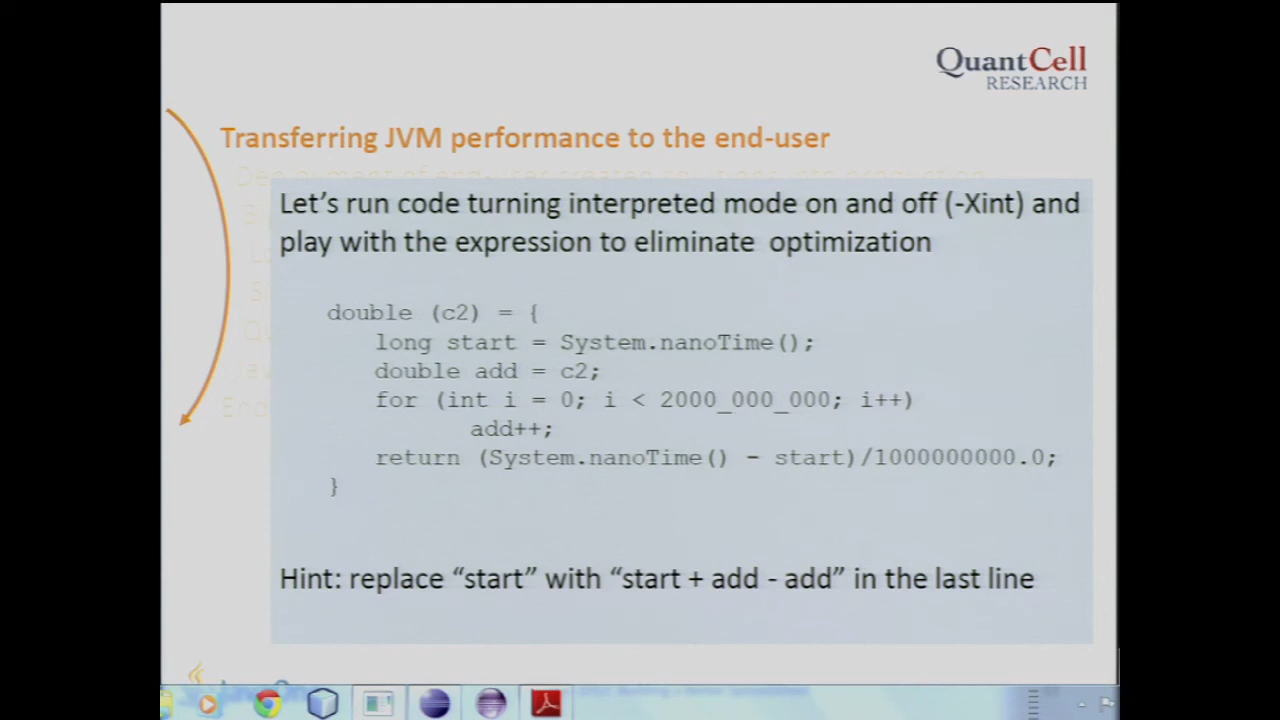 QuantCell
RESEARCH
Transferring JVM performance to the end-user
Let's run code turning interpreted mode on and off (-Xint) and
play with the expression to eliminate optimization
double (c2) = {
long start = System.nanoTime();
double add = c2;
for (int i = 0; i < 2000_000_000; i++)
add++;
return (System.nanoTime() - start)/1000000000.0;
}
Hint: replace “start” with “start + add - add” in the last line